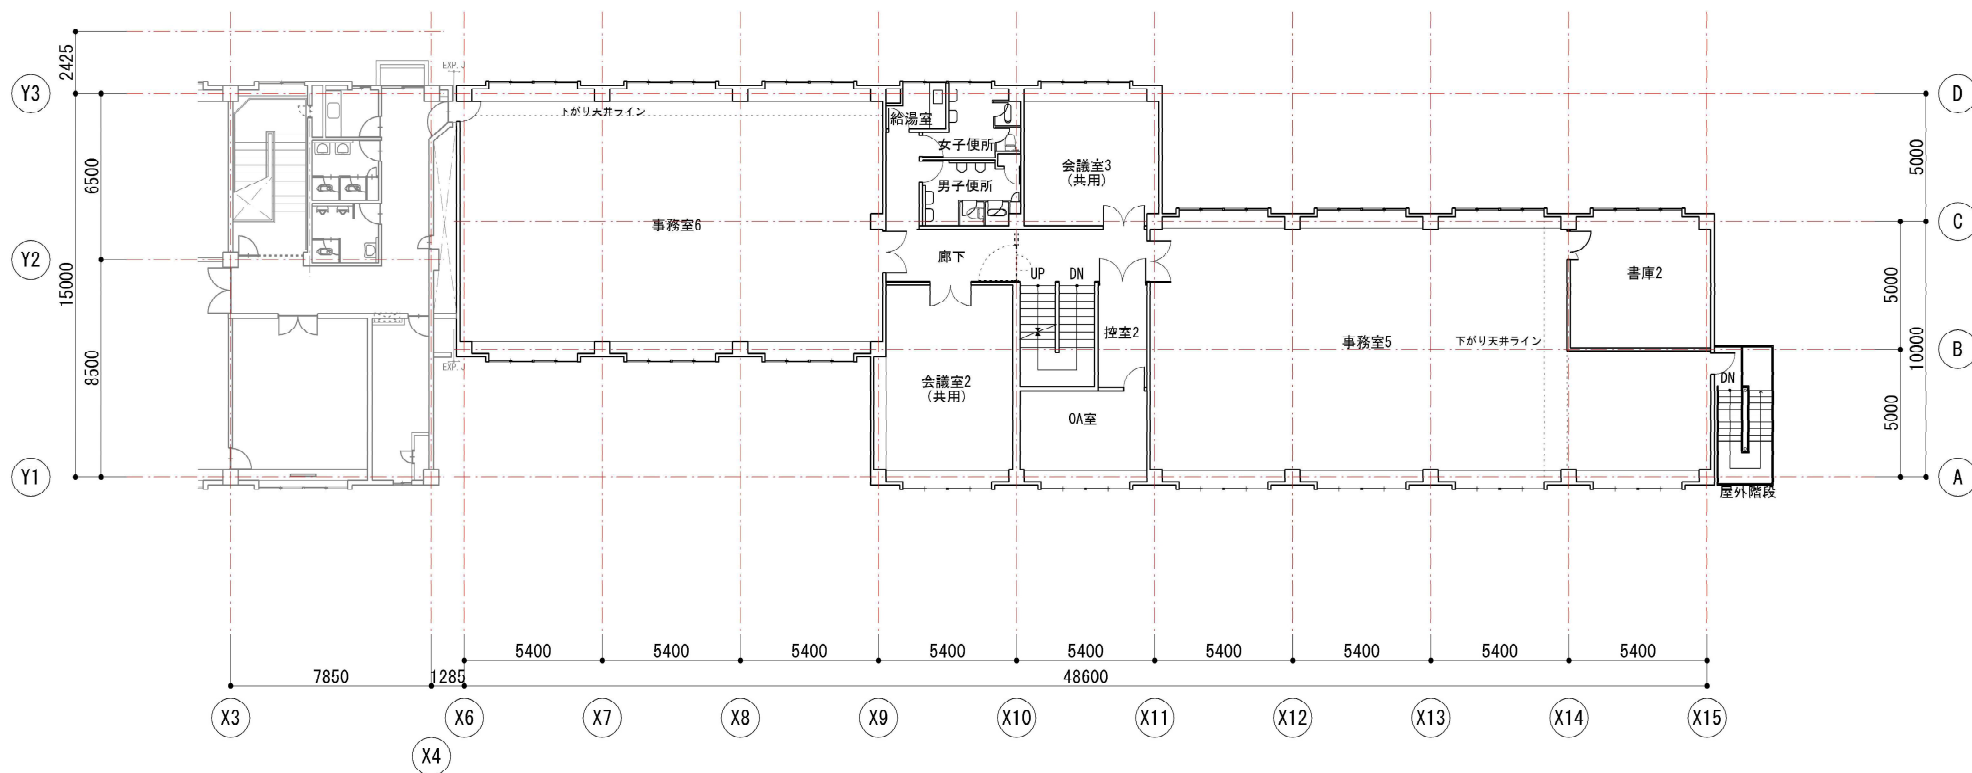 2425
EXP.J
Y3
D
下がり天井ライン
給湯室
女子便所
6500
会議室3
(共用)
5000
男子便所
事務室6
C
Y2
廊下
UP
DN
書庫2
15000
5000
控室2
事務室5
下がり天井ライン
B
10000
8500
EXP.J
会議室2
(共用)
DN
OA室
5000
Y1
A
屋外階段
5400
5400
5400
5400
5400
5400
5400
5400
5400
7850
1285
48600
X3
X6
X7
X8
X9
X10
X11
X12
X13
X14
X15
X4